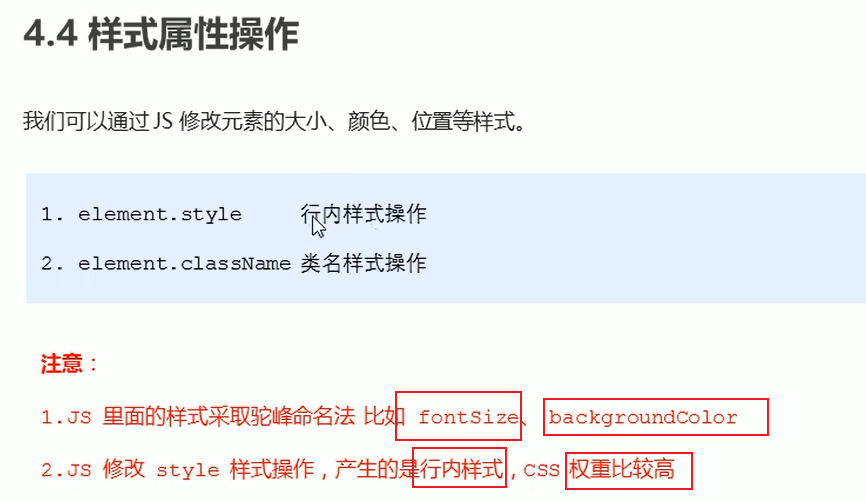 4.4 样式属性操作
我们可以通过 JS 修改元素的大小、颜色、位置等样式。
1. element.style 行内样式操作
2. element.className 类名样式操作
注意：
1.JS 里面的样式采取驼峰命名法 比如 fontSize、 backgroundColor
2.JS 修改 style 样式操作，产生的是行内样式，CSS 权重比较高